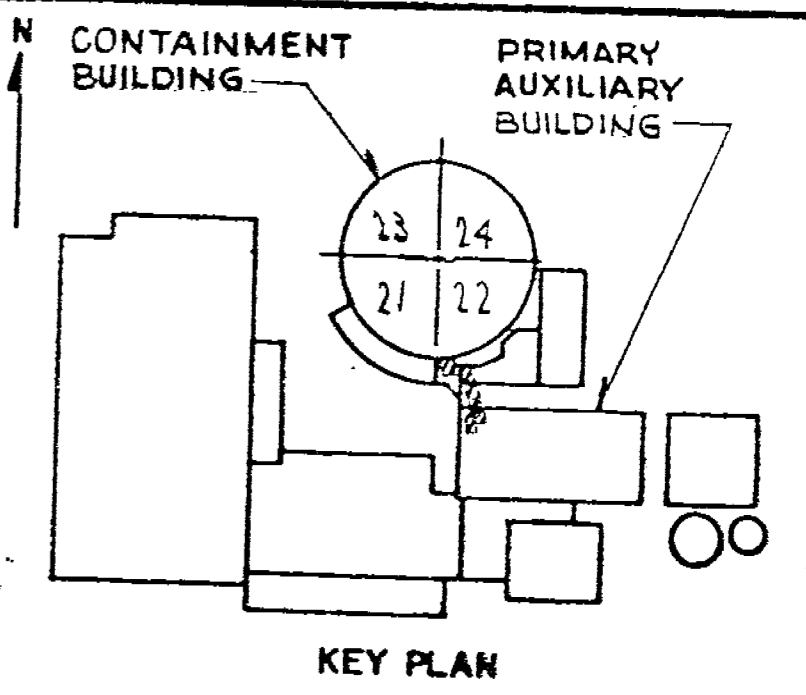 N
CONTAINMENT
BUILDING
PRIMARY
AUXILIARY
BUILDING
23 24
21 22
KEY PLAN